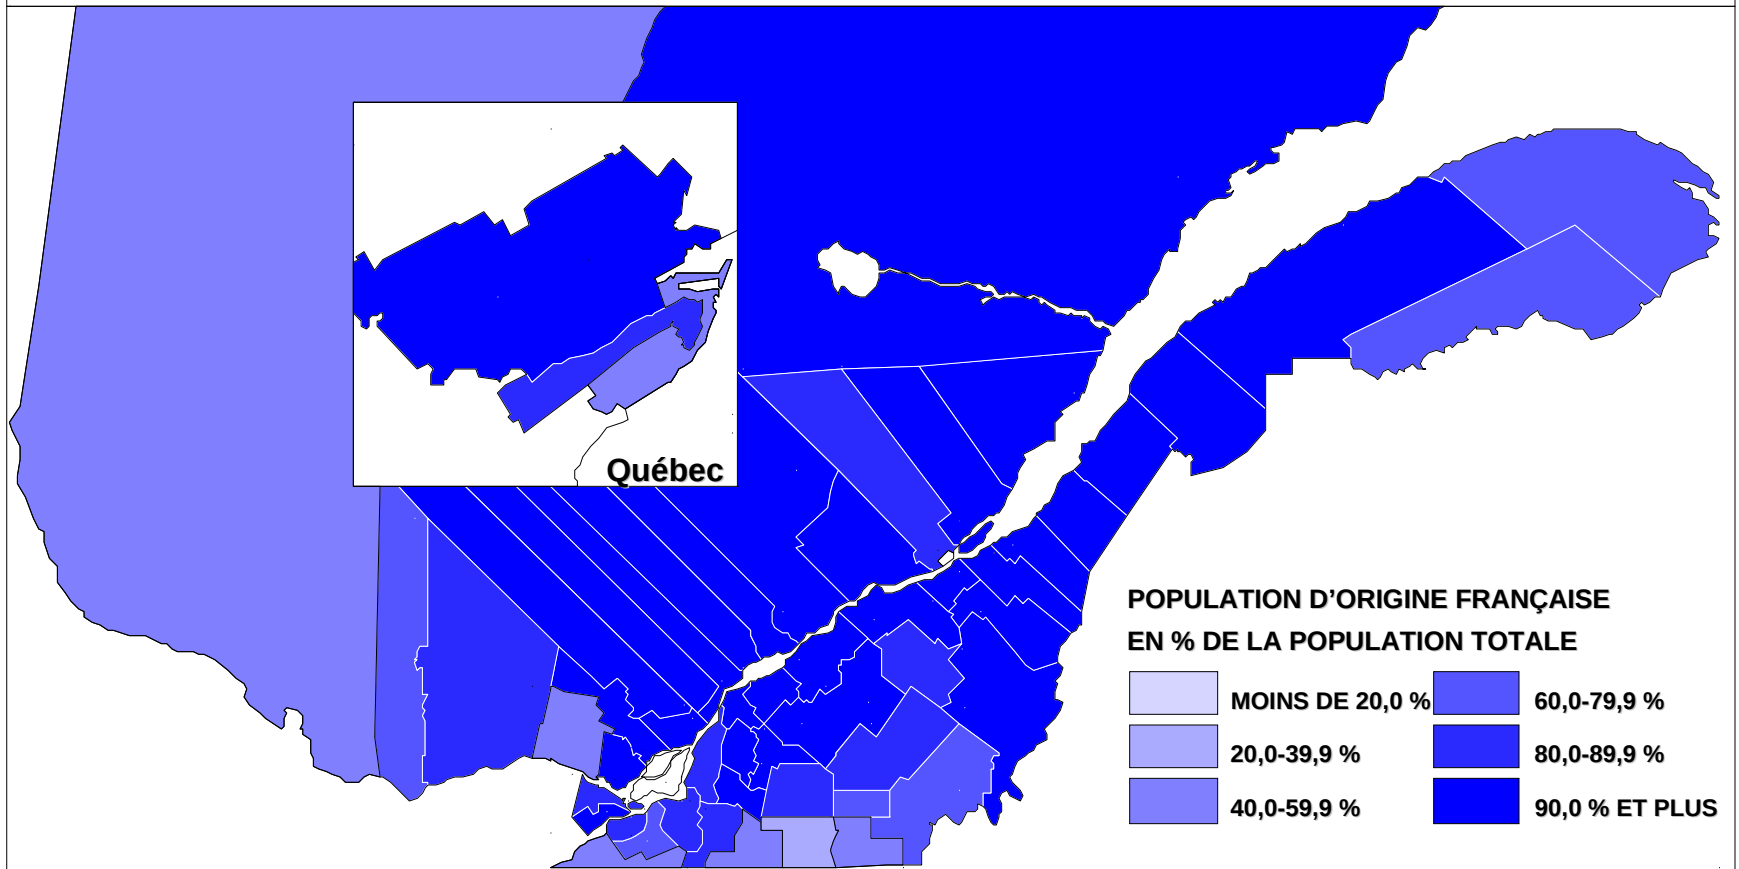 Québec
POPULATION D’ORIGINE FRANÇAISE
EN % DE LA POPULATION TOTALE
MOINS DE 20,0 %
60,0-79,9 %
20,0-39,9 %
80,0-89,9 %
40,0-59,9 %
90,0 % ET PLUS